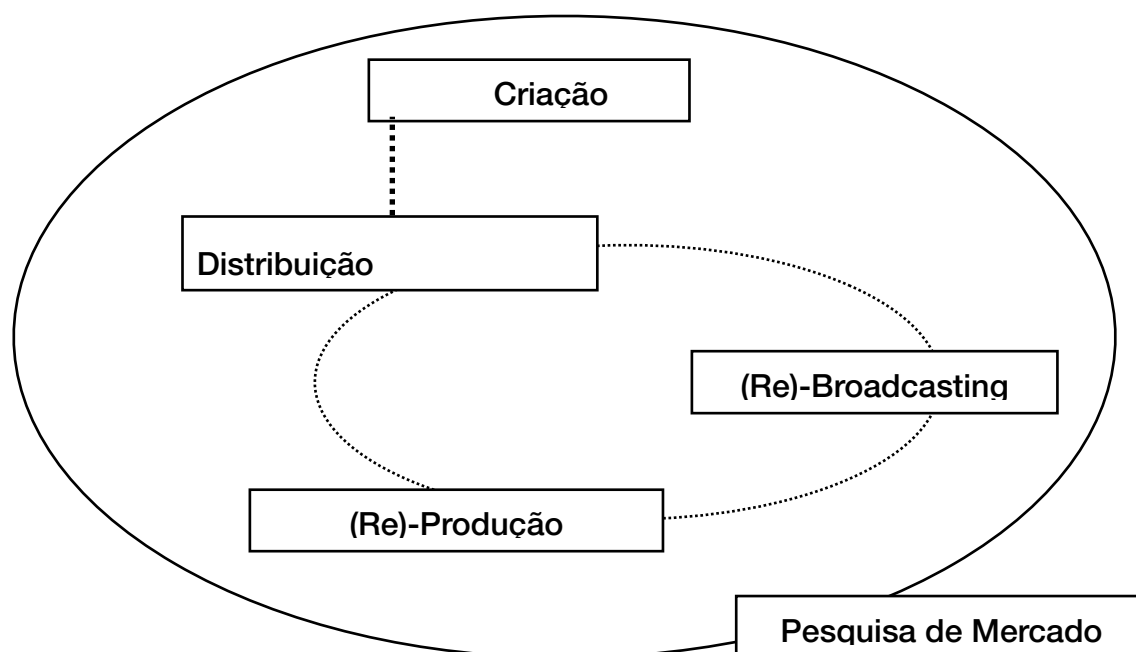 Criação
Distribuição
(Re)-Broadcasting
(Re)-Produção
Pesquisa de Mercado